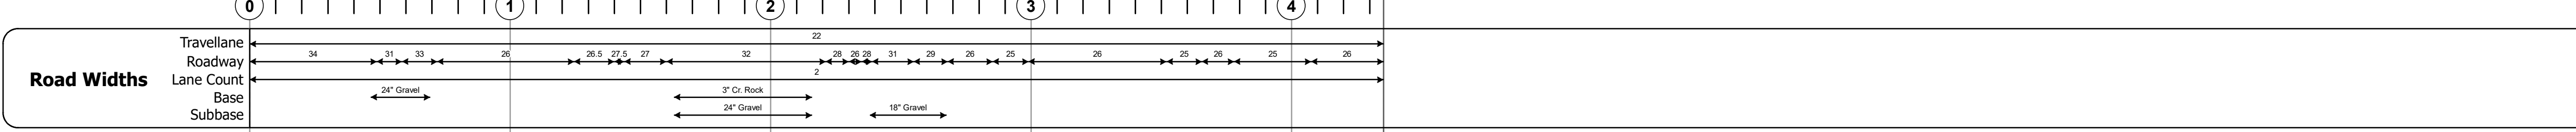 0 1 2 3 4
Road Widths
Travellane 22
Roadway 34 31 33 26 26.5 27.5 27 32 28 26 28 31 29 26 25 26 25 26 25 26
Lane Count 2
Base 24" Gravel 3" Cr. Rock
Subbase 24" Gravel 18" Gravel